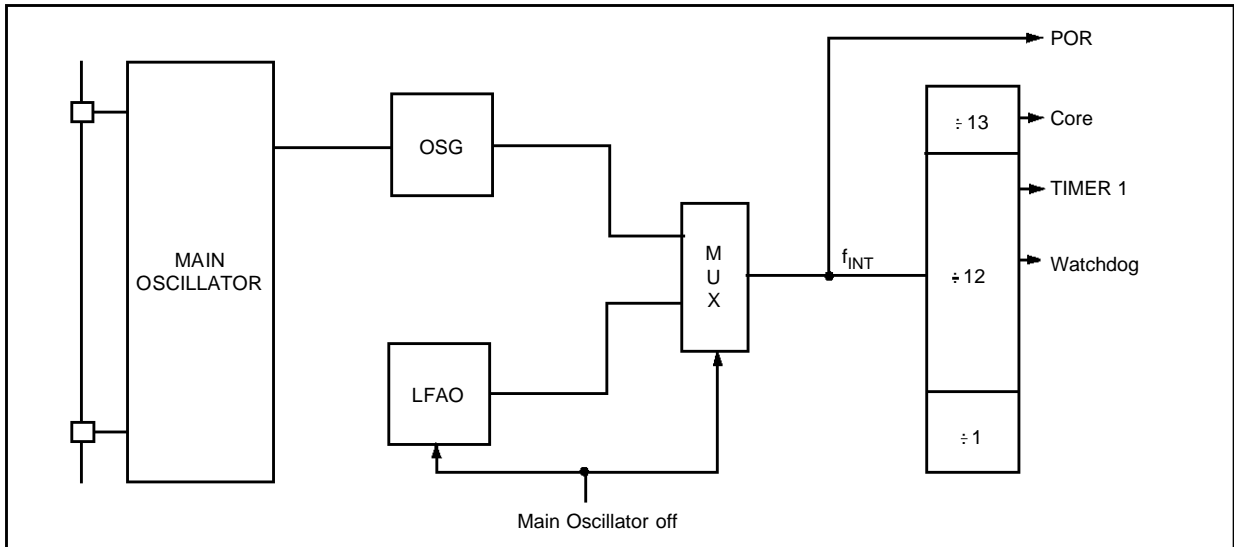 POR
÷ 13
Core
OSG
TIMER 1
MAIN
OSCILLATOR
M
U
X
fINT
Watchdog
÷ 12
LFAO
÷ 1
Main Oscillator off